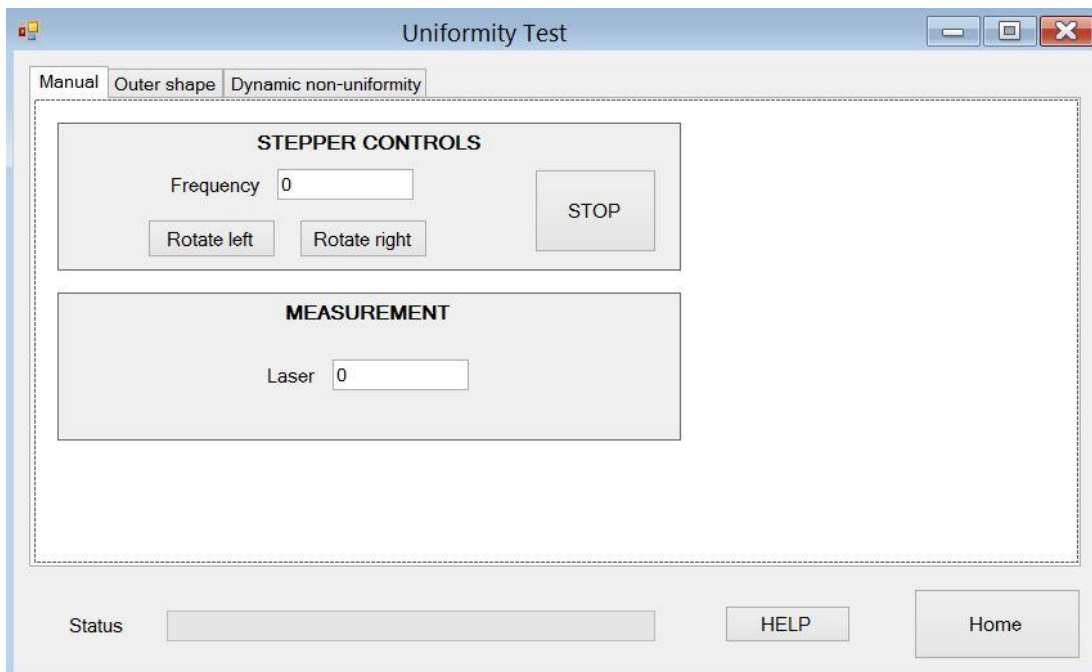 Uniformity Test
Manual Outer shape Dynamic non-uniformity
STEPPER CONTROLS
Frequency 0
STOP
Rotate left Rotate right
MEASUREMENT
Laser 0
Status HELP Home